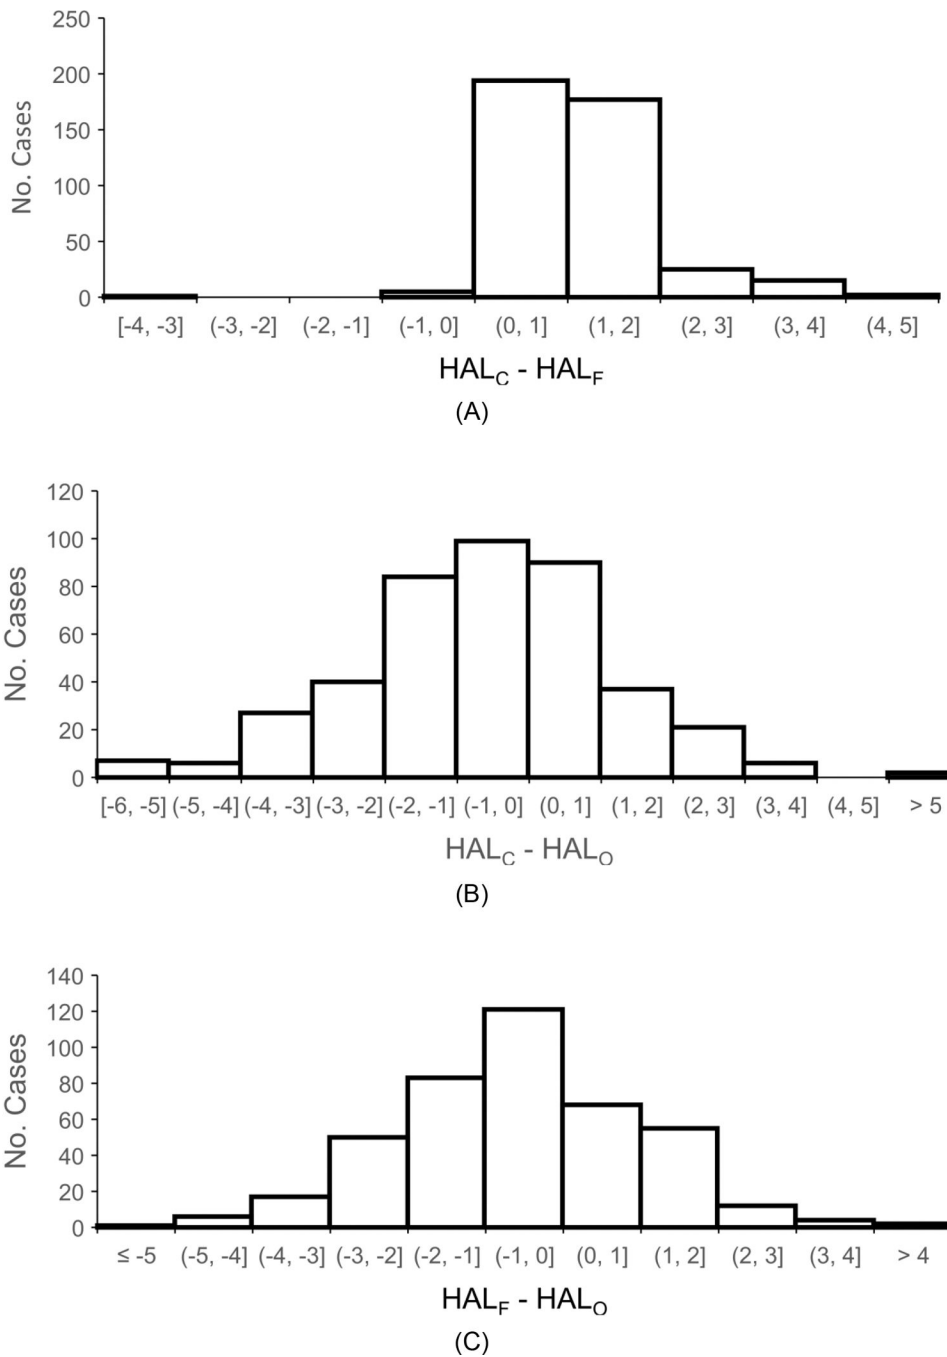 250
200
150
100
50
0
No. Cases
[-4, -3] (-3, -2] (-2, -1] (-1, 0] (0, 1] (1, 2] (2, 3] (3, 4] (4, 5]
HALC - HALF
(A)
120
100
80
60
40
20
0
No. Cases
[-6, -5] (-5, -4] (-4, -3] (-3, -2] (-2, -1] (-1, 0] (0, 1] (1, 2] (2, 3] (3, 4] (4, 5] > 5
HALC - HALO
(B)
140
120
100
80
60
40
20
0
No. Cases
≤ -5 (-5, -4] (-4, -3] (-3, -2] (-2, -1] (-1, 0] (0, 1] (1, 2] (2, 3] (3, 4] > 4
HALF - HALO
(C)